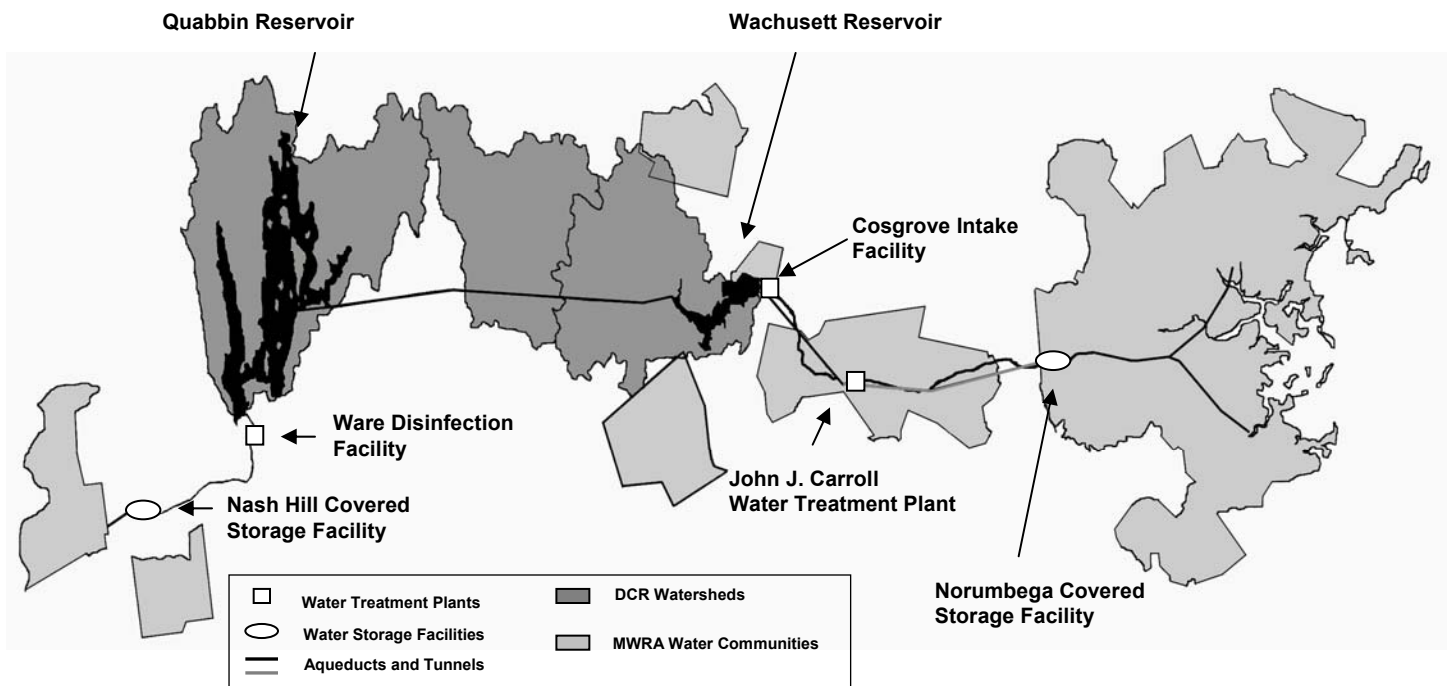 Quabbin Reservoir
Wachusett Reservoir
Cosgrove Intake
Facility
Ware Disinfection
Facility
Nash Hill Covered
Storage Facility
John J. Carroll
Water Treatment Plant
Norumbega Covered
Storage Facility
Water Treatment Plants
DCR Watersheds
Water Storage Facilities
MWRA Water Communities
Aqueducts and Tunnels